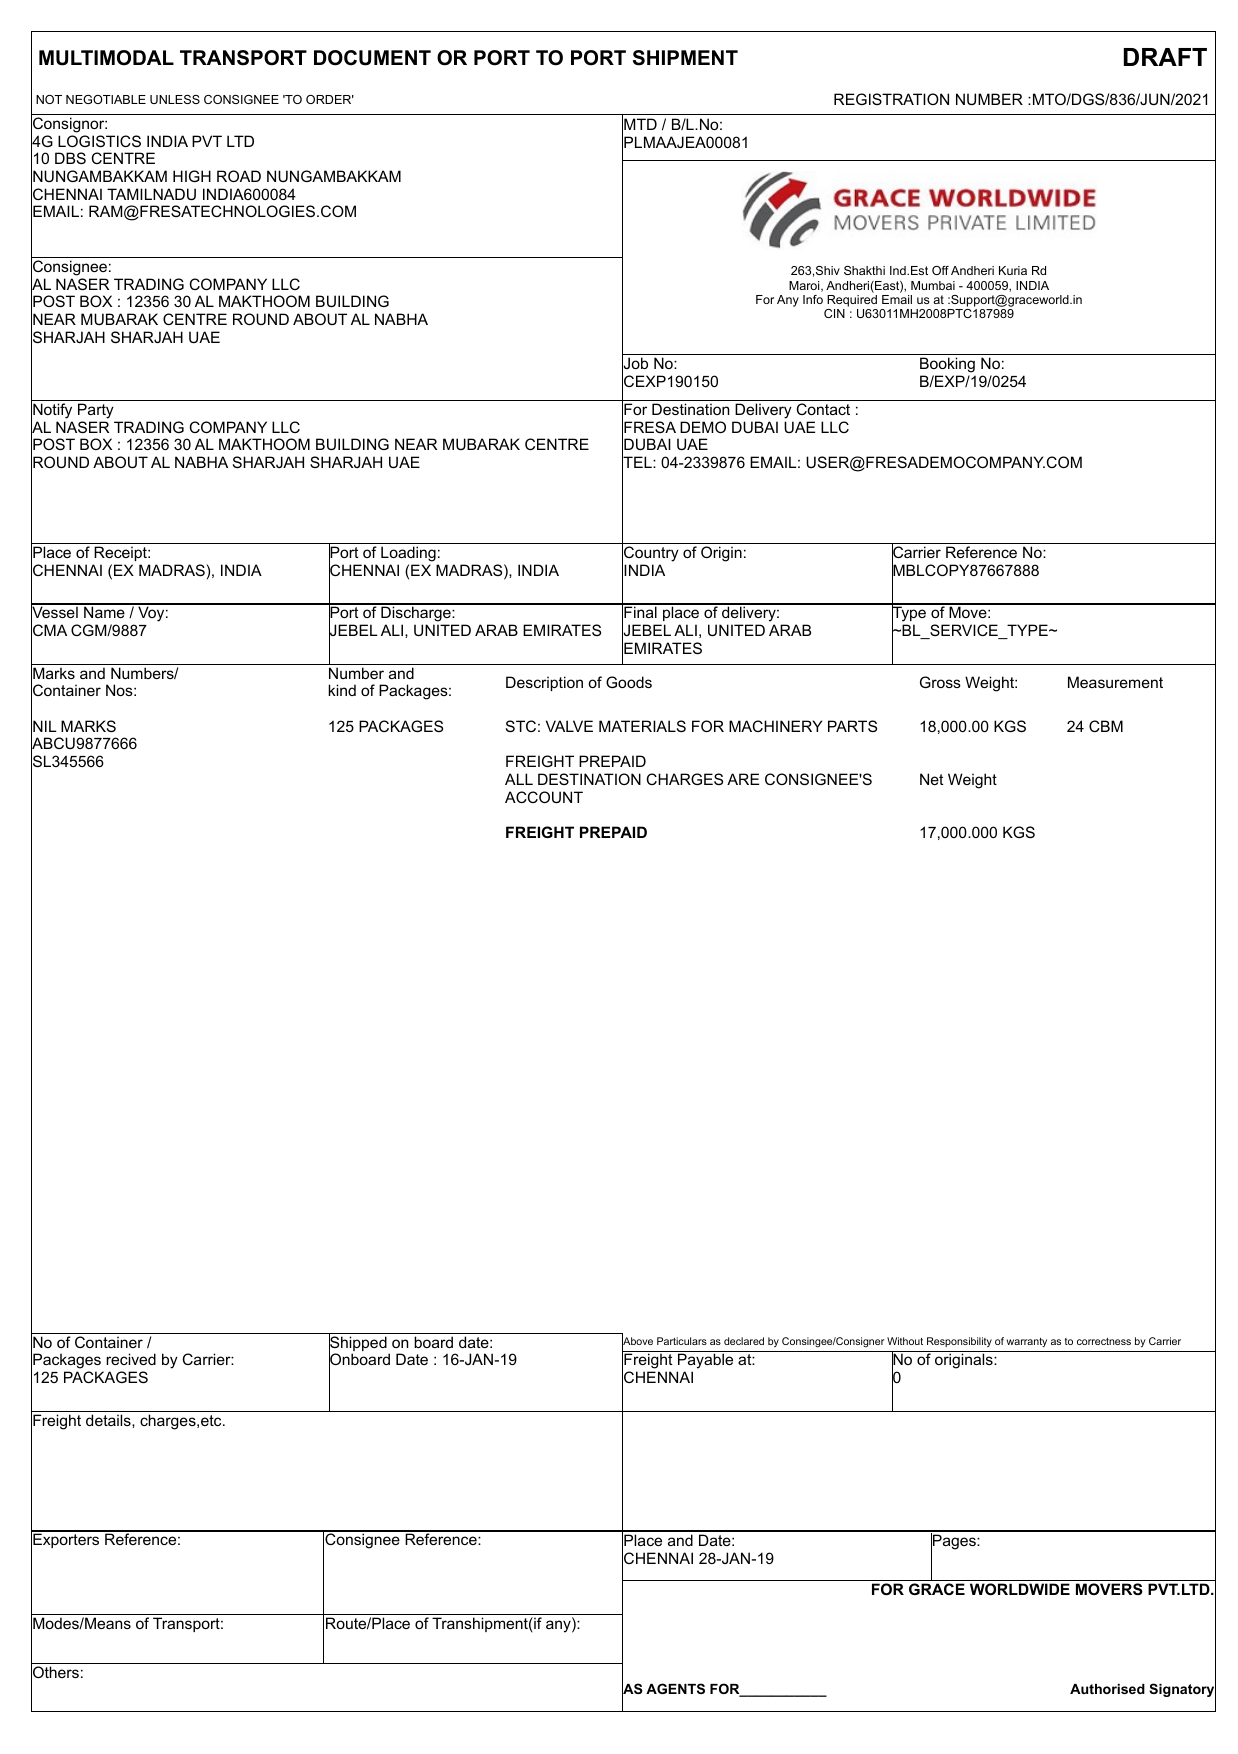 MULTIMODAL TRANSPORT DOCUMENT OR PORT TO PORT SHIPMENT
DRAFT
NOT NEGOTIABLE UNLESS CONSIGNEE 'TO ORDER'
REGISTRATION NUMBER :MTO/DGS/836/JUN/2021
Consignor:
4G LOGISTICS INDIA PVT LTD
10 DBS CENTRE
NUNGAMBAKKAM HIGH ROAD NUNGAMBAKKAM
CHENNAI TAMILNADU INDIA600084
EMAIL: RAM@FRESATECHNOLOGIES.COM
MTD / B/L.No:
PLMAAJEA00081
GRACE WORLDWIDE
MOVERS PRIVATE LIMITED
263,Shiv Shakthi Ind.Est Off Andheri Kuria Rd
Maroi, Andheri(East), Mumbai - 400059, INDIA
For Any Info Required Email us at :Support@graceworld.in
CIN : U63011MH2008PTC187989
Consignee:
AL NASER TRADING COMPANY LLC
POST BOX : 12356 30 AL MAKTHOOM BUILDING
NEAR MUBARAK CENTRE ROUND ABOUT AL NABHA
SHARJAH SHARJAH UAE
Job No:
CEXP190150
Booking No:
B/EXP/19/0254
Notify Party
AL NASER TRADING COMPANY LLC
POST BOX : 12356 30 AL MAKTHOOM BUILDING NEAR MUBARAK CENTRE
ROUND ABOUT AL NABHA SHARJAH SHARJAH UAE
For Destination Delivery Contact :
FRESA DEMO DUBAI UAE LLC
DUBAI UAE
TEL: 04-2339876 EMAIL: USER@FRESADEMOCOMPANY.COM
Place of Receipt:
CHENNAI (EX MADRAS), INDIA
Port of Loading:
CHENNAI (EX MADRAS), INDIA
Country of Origin:
INDIA
Carrier Reference No:
MBLCOPY87667888
Vessel Name / Voy:
CMA CGM/9887
Port of Discharge:
JEBEL ALI, UNITED ARAB EMIRATES
Final place of delivery:
JEBEL ALI, UNITED ARAB
EMIRATES
Type of Move:
~BL_SERVICE_TYPE~
Marks and Numbers/
Container Nos:
Number and
kind of Packages:
Description of Goods
Gross Weight:
Measurement
NIL MARKS
ABCU9877666
SL345566
125 PACKAGES
STC: VALVE MATERIALS FOR MACHINERY PARTS
18,000.00 KGS
24 CBM
FREIGHT PREPAID
ALL DESTINATION CHARGES ARE CONSIGNEE'S
ACCOUNT
Net Weight
FREIGHT PREPAID
17,000.000 KGS
No of Container /
Packages recived by Carrier:
125 PACKAGES
Shipped on board date:
Onboard Date : 16-JAN-19
Above Particulars as declared by Consingee/Consigner Without Responsibility of warranty as to correctness by Carrier
Freight Payable at:
CHENNAI
No of originals:
0
Freight details, charges,etc.
Exporters Reference:
Consignee Reference:
Place and Date:
CHENNAI 28-JAN-19
Pages:
FOR GRACE WORLDWIDE MOVERS PVT.LTD.
Modes/Means of Transport:
Route/Place of Transhipment(if any):
Others:
AS AGENTS FOR___________
Authorised Signatory